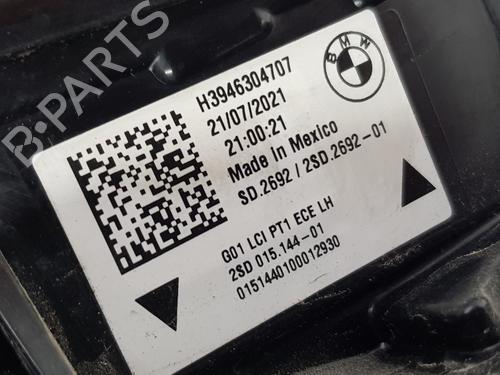 H3946304707
21/07/2021
21:00:21
Made in Mexico
SD.2692 / 2SD.2692-01
BMW
G01 LCI PT1 ECE LH
2SD 015.144-01
0151440100012930
B-PARTS